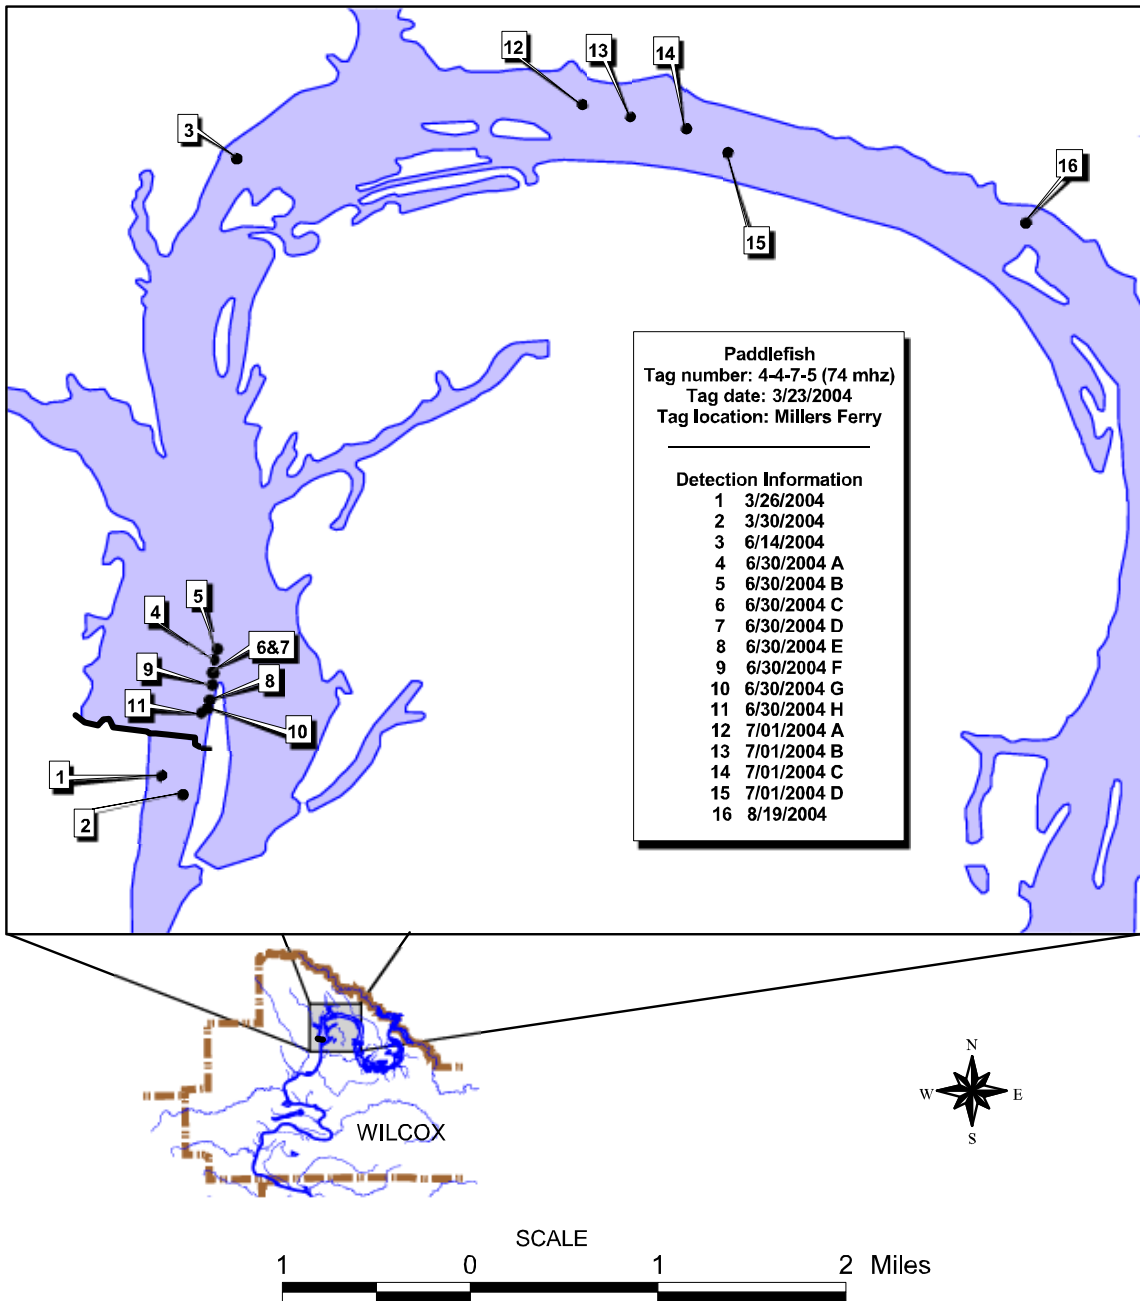 12
13
14
3
16
15
Paddlefish
Tag number: 4-4-7-5 (74 mhz)
Tag date: 3/23/2004
Tag location: Millers Ferry
Detection Information
1 3/26/2004
2 3/30/2004
3 6/14/2004
4 6/30/2004 A
5 6/30/2004 B
6 6/30/2004 C
7 6/30/2004 D
8 6/30/2004 E
9 6/30/2004 F
10 6/30/2004 G
11 6/30/2004 H
12 7/01/2004 A
13 7/01/2004 B
14 7/01/2004 C
15 7/01/2004 D
16 8/19/2004
5
4
6&7
9
8
11
10
1
2
N
W E
S
WILCOX
SCALE
1 0 1 2 Miles